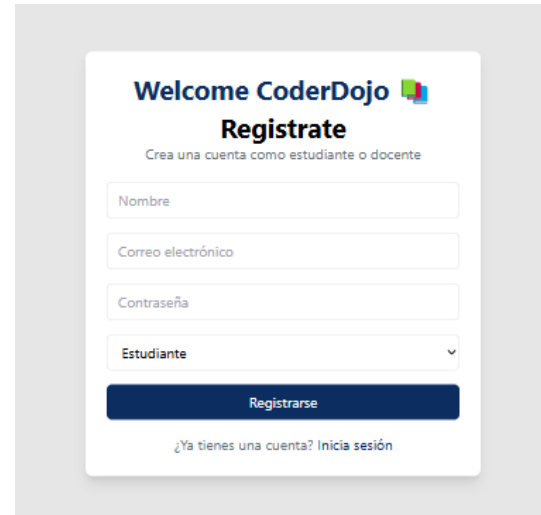 Welcome CoderDojo
Registrate
Crea una cuenta como estudiante o docente
Nombre
Correo electrónico
Contraseña
Estudiante
Registrarse
¿Ya tienes una cuenta? Inicia sesión